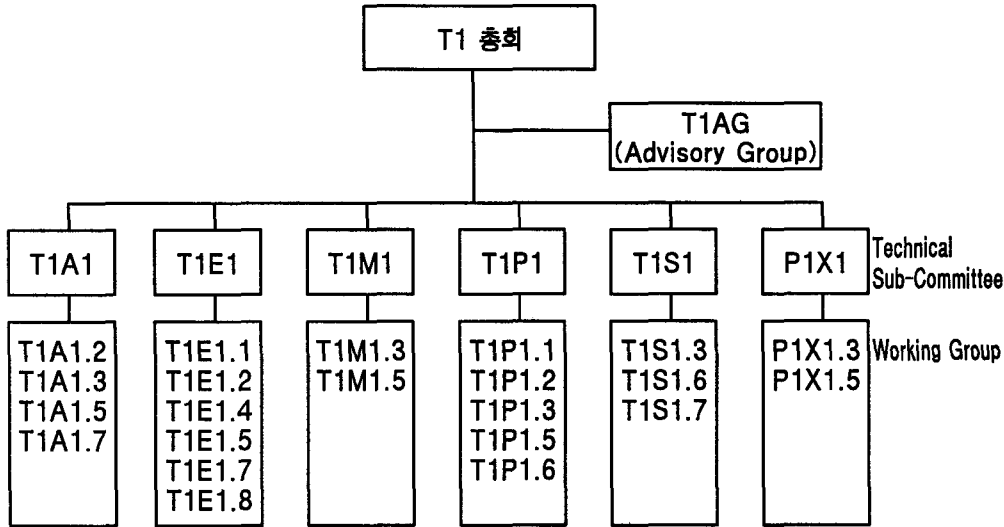 T1 총회
T1AG
(Advisory Group)
T1A1
T1E1
T1M1
T1P1
T1S1
P1X1
Technical
Sub-Committee
T1A1.2
T1A1.3
T1A1.5
T1A1.7
T1E1.1
T1E1.2
T1E1.4
T1E1.5
T1E1.7
T1E1.8
T1M1.3
T1M1.5
T1P1.1
T1P1.2
T1P1.3
T1P1.5
T1P1.6
T1S1.3
T1S1.6
T1S1.7
P1X1.3
P1X1.5
Working Group